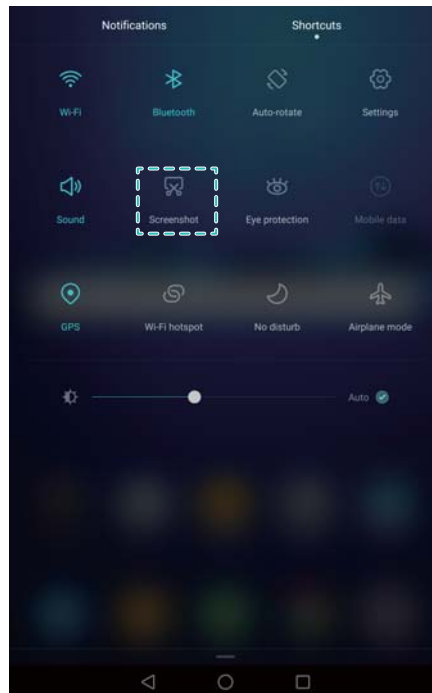 Notifications Shortcuts
Wi-Fi Bluetooth Auto-rotate Settings
Sound Screenshot Eye protection Mobile data
GPS Wi-Fi hotspot No disturb Airplane mode
Auto